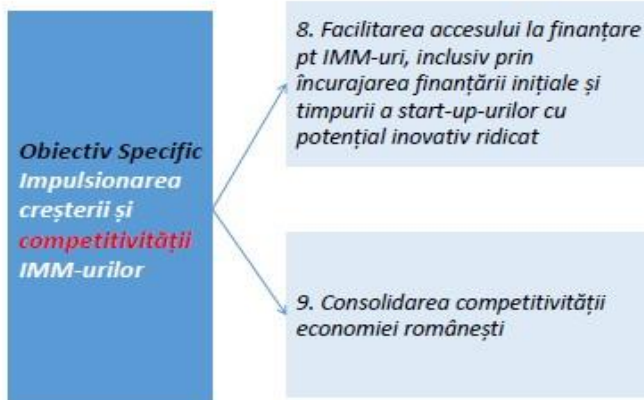 Obiectiv Specific
Impulsionarea
creșterii și
competitivității
IMM-urilor
8. Facilitarea accesului la finanțare
pt IMM-uri, inclusiv prin
încurajarea finanțării inițiale și
timpurii a start-up-urilor cu
potențial inovativ ridicat
9. Consolidarea competitivității
economiei românești